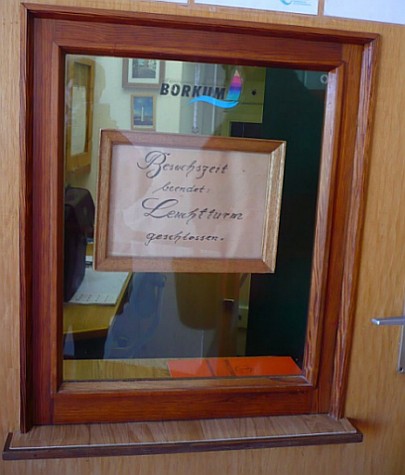 BORKUM
Besuchszeit
beendet:
Leuchtturm
geschlossen.